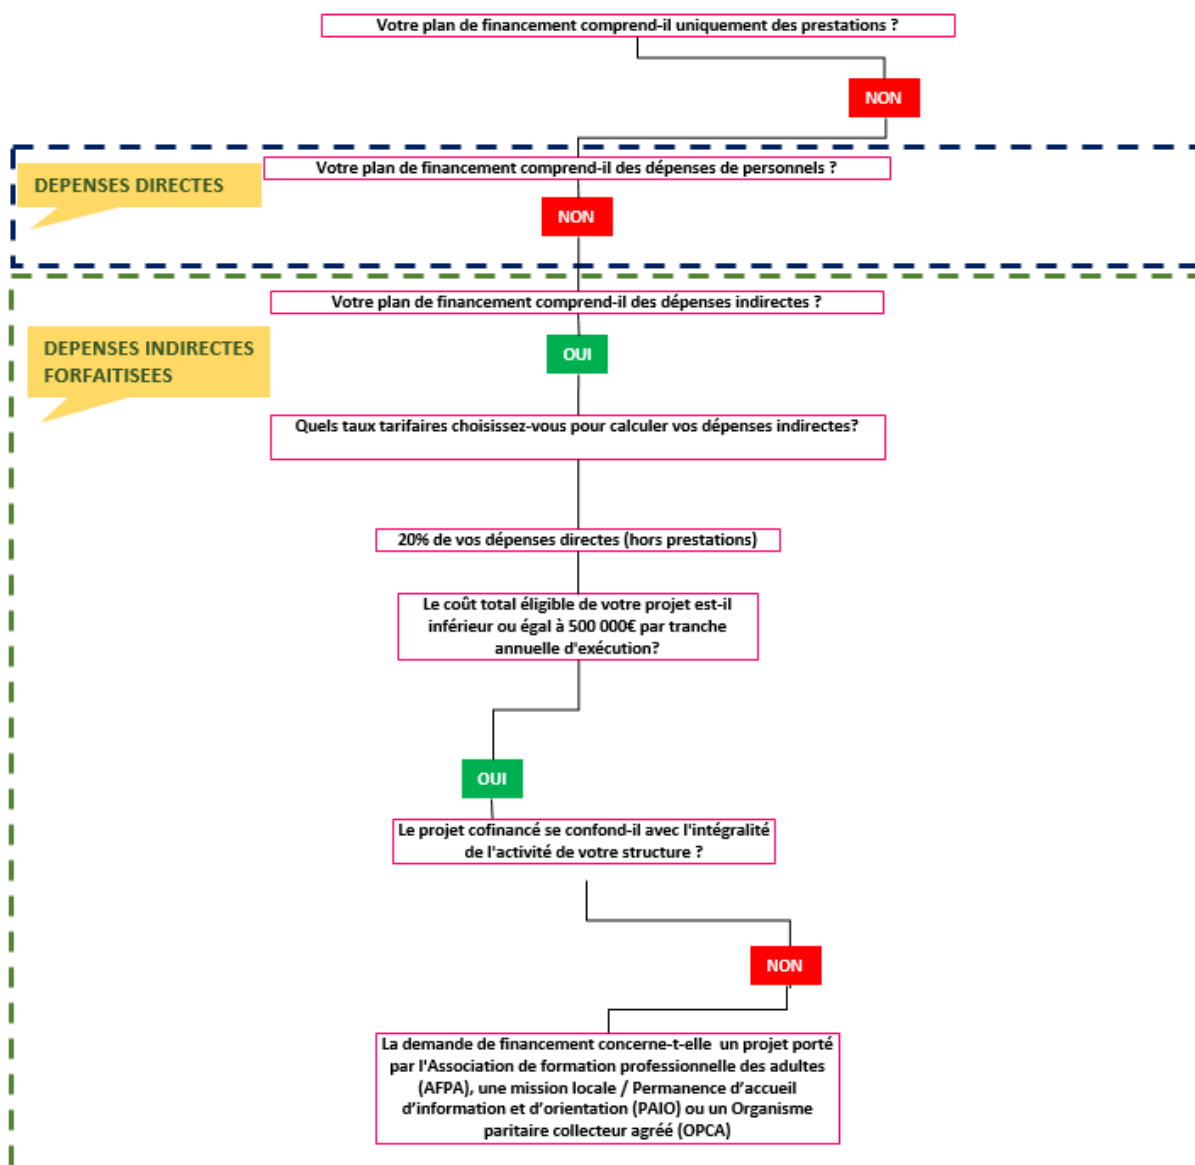 Votre plan de financement comprend-il uniquement des prestations ?
NON
Votre plan de financement comprend-il des dépenses de personnels ?
DEPENSES DIRECTES
NON
Votre plan de financement comprend-il des dépenses indirectes ?
DEPENSES INDIRECTES
FORFAITISEES
OUI
Quels taux tarifaires choisissez-vous pour calculer vos dépenses indirectes?
20% de vos dépenses directes (hors prestations)
Le coût total éligible de votre projet est-il
inférieur ou égal à 500 000€ par tranche
annuelle d'exécution?
OUI
Le projet cofinancé se confond-il avec l'intégralité
de l'activité de votre structure ?
NON
La demande de financement concerne-t-elle un projet porté
par l'Association de formation professionnelle des adultes
(AFPA), une mission locale / Permanence d’accueil
d’information et d’orientation (PAIO) ou un Organisme
paritaire collecteur agréé (OPCA)